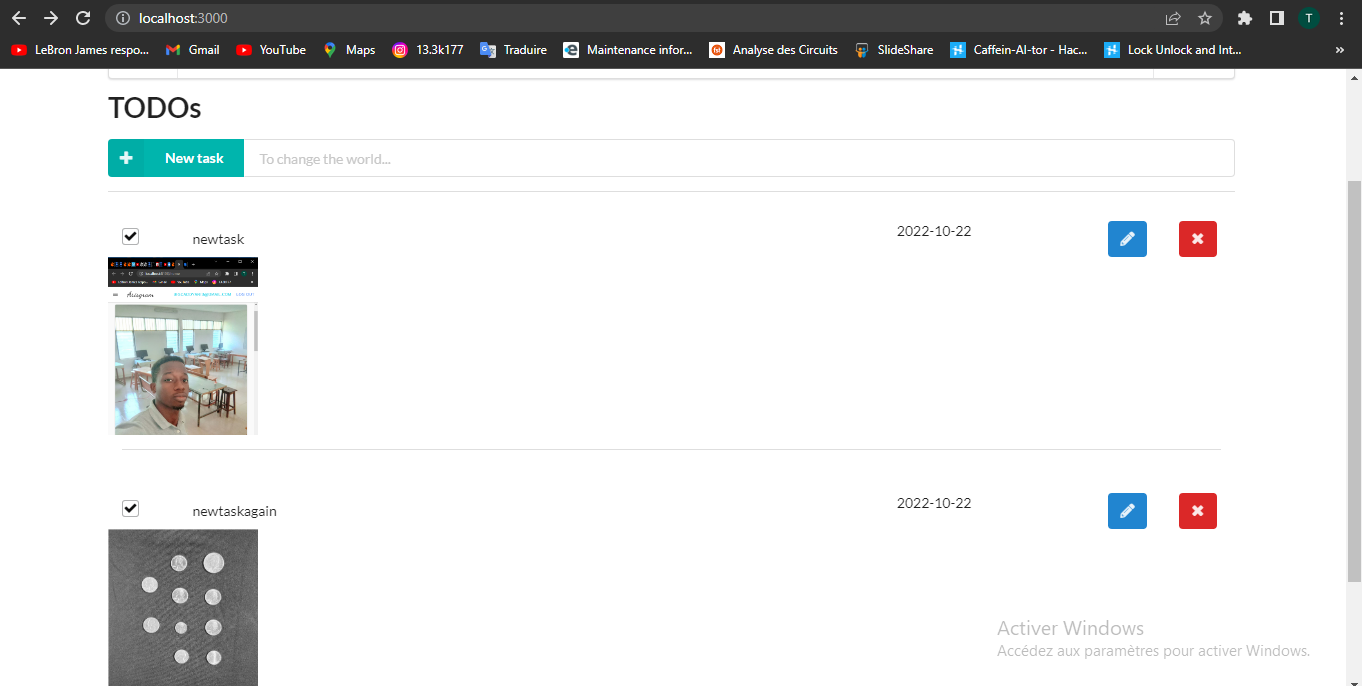 localhost:3000
T
LeBron James respo...
Gmail
YouTube
Maps
13.3k177
Traduire
Maintenance infor...
Analyse des Circuits
SlideShare
Caffein-AI-tor - Hac...
Lock Unlock and Int...
»
TODOs
New task
To change the world...
newtask
2022-10-22
newtaskagain
2022-10-22
Activer Windows
Accédez aux paramètres pour activer Windows.